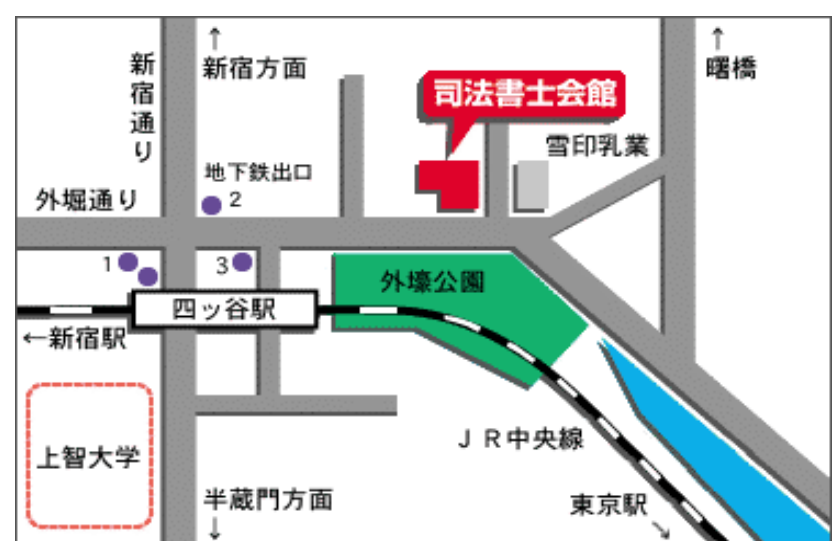 ↑
新宿方面
新宿通り
↑
曙橋
司法書士会館
雪印乳業
地下鉄出口
2
外堀通り
1
3
外壕公園
四ッ谷駅
←新宿駅
上智大学
JR中央線
半蔵門方面
↓
東京駅
↘